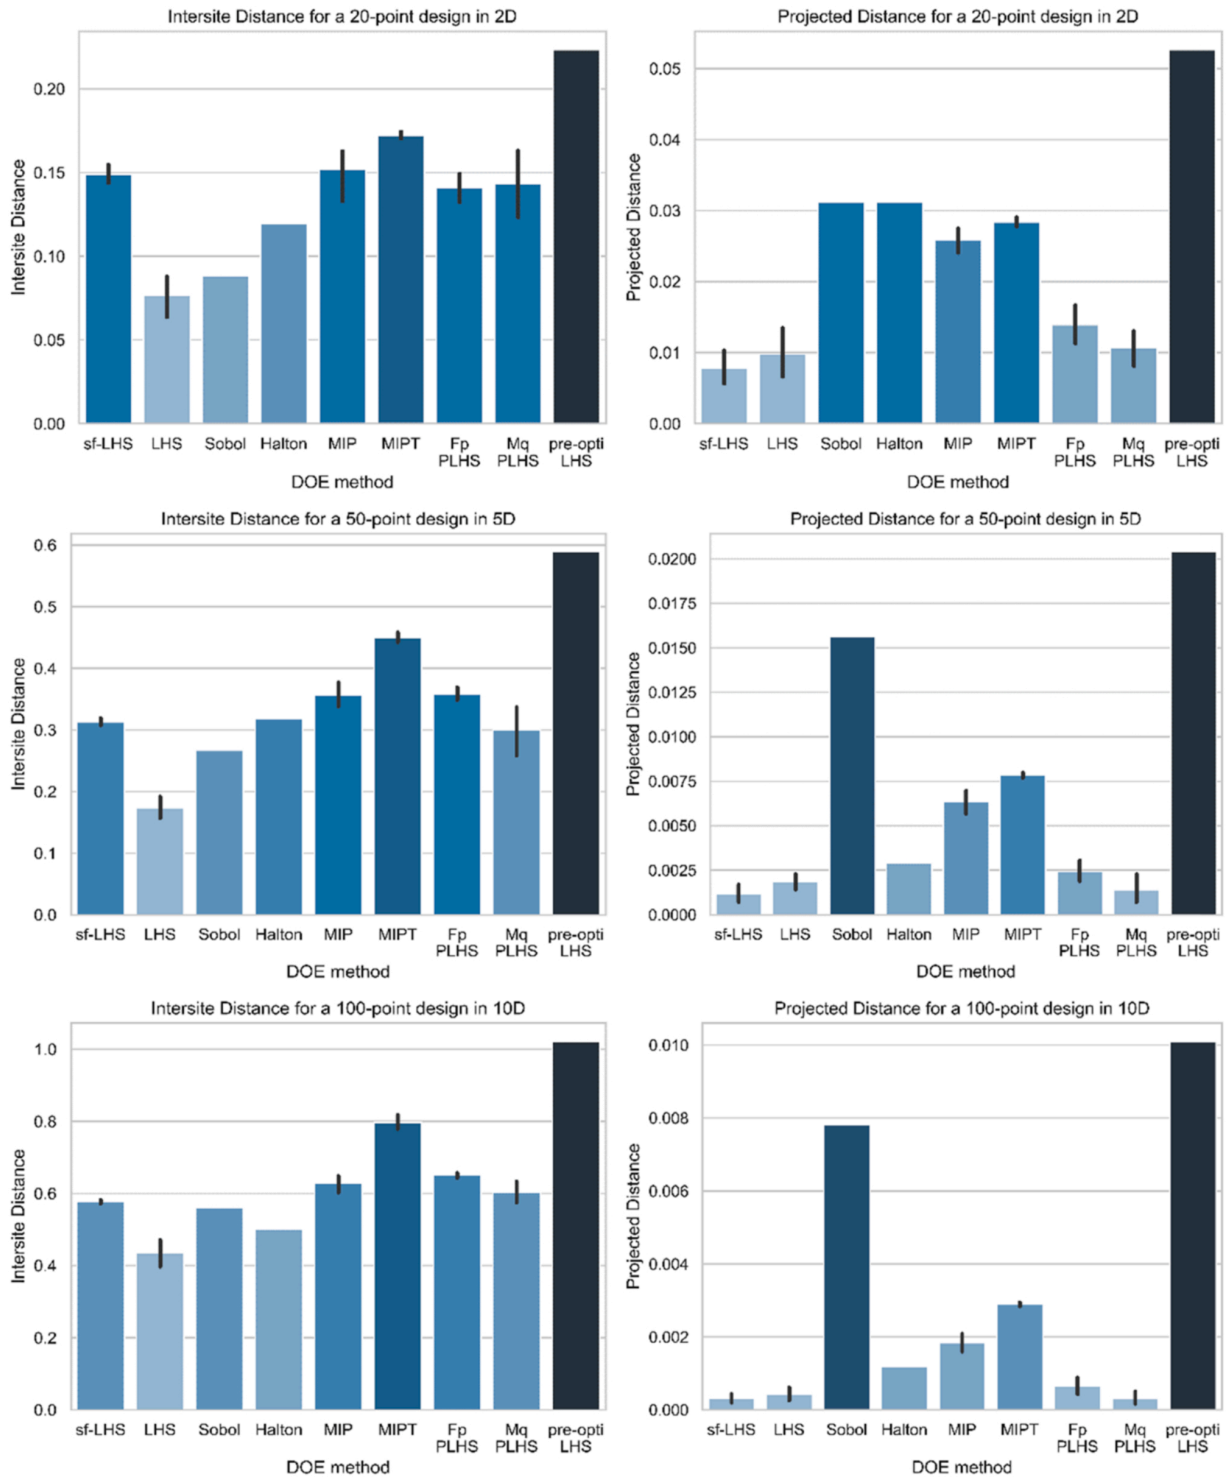 Intersite Distance for a 20-point design in 2D
Intersite Distance
0.20
0.15
0.10
0.05
0.00
sf-LHS LHS Sobol Halton MIP MIPT Fp PLHS Mq PLHS pre-opti LHS
DOE method
Projected Distance for a 20-point design in 2D
Projected Distance
0.05
0.04
0.03
0.02
0.01
0.00
sf-LHS LHS Sobol Halton MIP MIPT Fp PLHS Mq PLHS pre-opti LHS
DOE method
Intersite Distance for a 50-point design in 5D
Intersite Distance
0.6
0.5
0.4
0.3
0.2
0.1
0.0
sf-LHS LHS Sobol Halton MIP MIPT Fp PLHS Mq PLHS pre-opti LHS
DOE method
Projected Distance for a 50-point design in 5D
Projected Distance
0.0200
0.0175
0.0150
0.0125
0.0100
0.0075
0.0050
0.0025
0.0000
sf-LHS LHS Sobol Halton MIP MIPT Fp PLHS Mq PLHS pre-opti LHS
DOE method
Intersite Distance for a 100-point design in 10D
Intersite Distance
1.0
0.8
0.6
0.4
0.2
0.0
sf-LHS LHS Sobol Halton MIP MIPT Fp PLHS Mq PLHS pre-opti LHS
DOE method
Projected Distance for a 100-point design in 10D
Projected Distance
0.010
0.008
0.006
0.004
0.002
0.000
sf-LHS LHS Sobol Halton MIP MIPT Fp PLHS Mq PLHS pre-opti LHS
DOE method